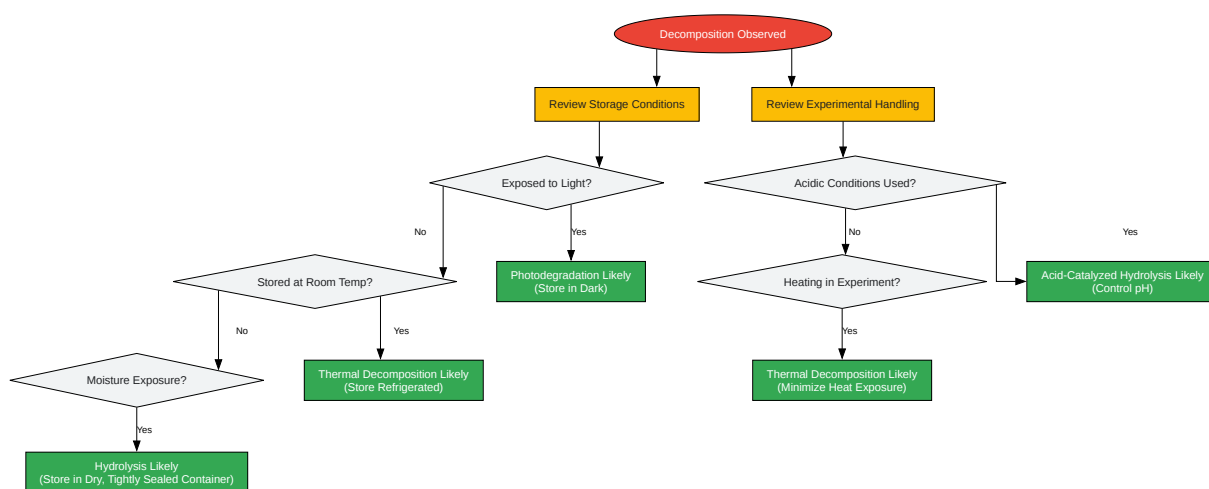 Decomposition Observed
Review Storage Conditions
Review Experimental Handling
Exposed to Light?
Acidic Conditions Used?
No
Yes
No
Yes
Stored at Room Temp?
Photodegradation Likely
(Store in Dark)
Heating in Experiment?
Acid-Catalyzed Hydrolysis Likely
(Control pH)
No
Yes
Yes
Moisture Exposure?
Thermal Decomposition Likely
(Store Refrigerated)
Thermal Decomposition Likely
(Minimize Heat Exposure)
Yes
Hydrolysis Likely
(Store in Dry, Tightly Sealed Container)